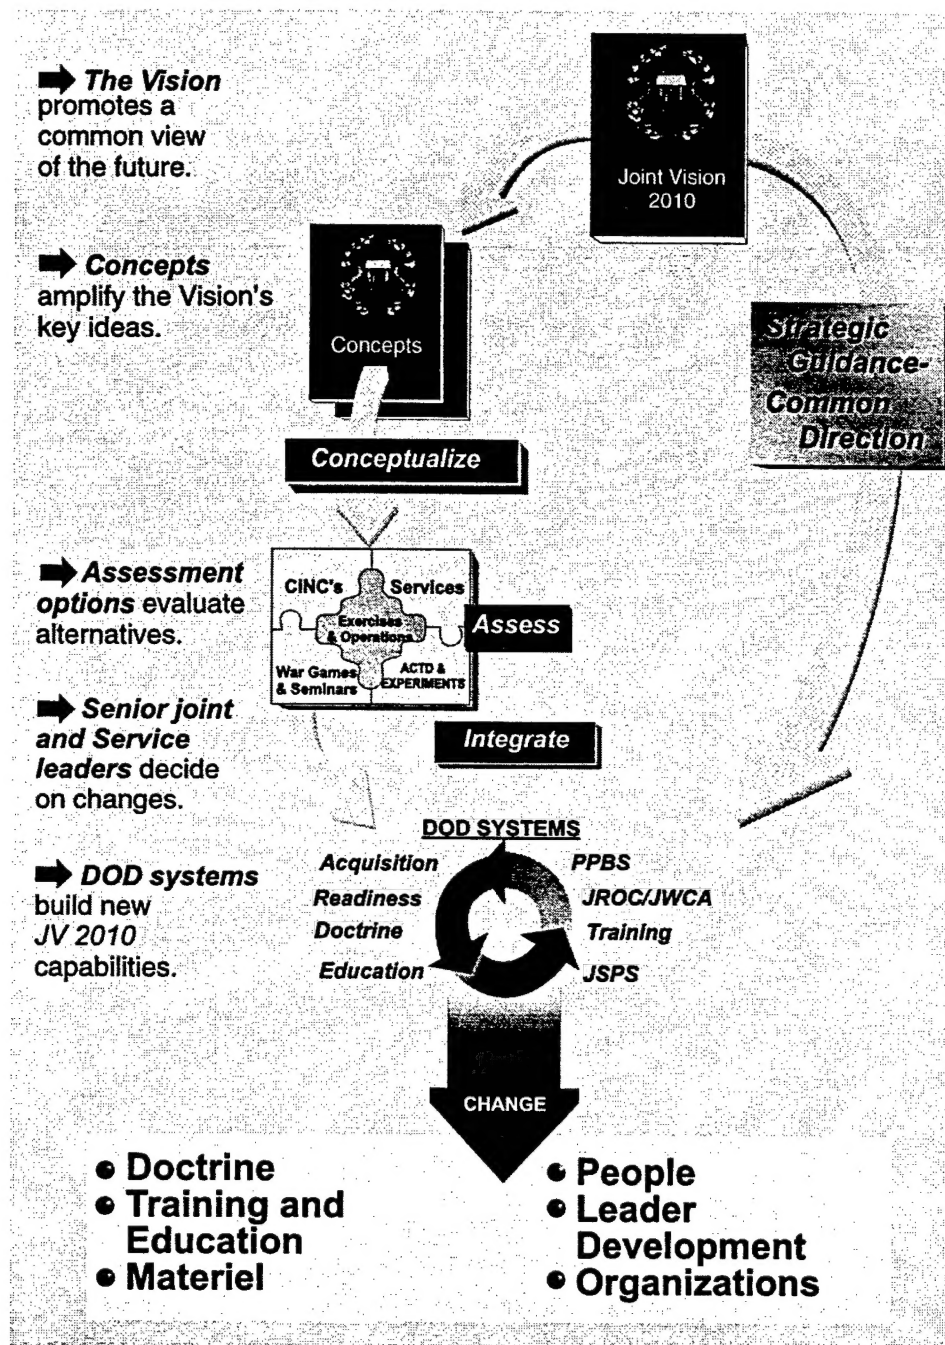 The Vision
promotes a
common view
of the future.
Joint Vision
2010
Concepts
amplify the Vision's
key ideas.
Concepts
Strategic
Guidance-
Common
Direction
Conceptualize
Assessment
options evaluate
alternatives.
CINC's
Services
Exercises
& Operations
War Games
& Seminars
ACTD &
EXPERIMENTS
Assess
Senior joint
and Service
leaders decide
on changes.
Integrate
DOD systems
build new
JV 2010
capabilities.
DOD SYSTEMS
Acquisition
PPBS
Readiness
JROC/JWCA
Doctrine
Training
Education
JSPS
CHANGE
Doctrine
Training and
Education
Materiel
People
Leader
Development
Organizations